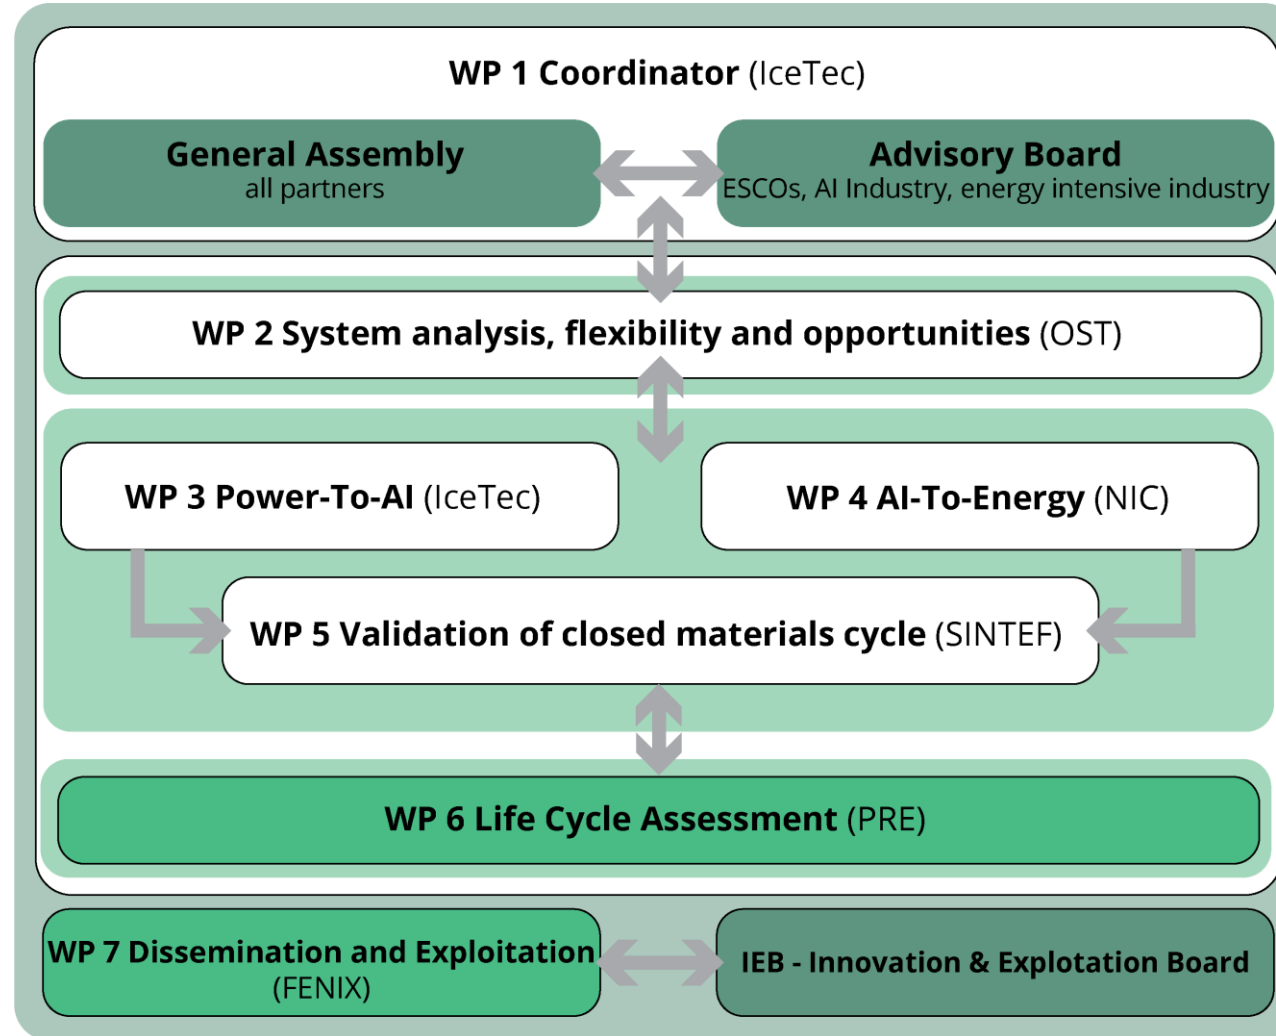 WP 1 Coordinator (IceTec)
General Assembly
all partners
Advisory Board
ESCOs, AI Industry, energy intensive industry
WP 2 System analysis, flexibility and opportunities (OST)
WP 3 Power-To-AI (IceTec)
WP 4 AI-To-Energy (NIC)
WP 5 Validation of closed materials cycle (SINTEF)
WP 6 Life Cycle Assessment (PRE)
WP 7 Dissemination and Exploitation
(FENIX)
IEB - Innovation & Explotation Board